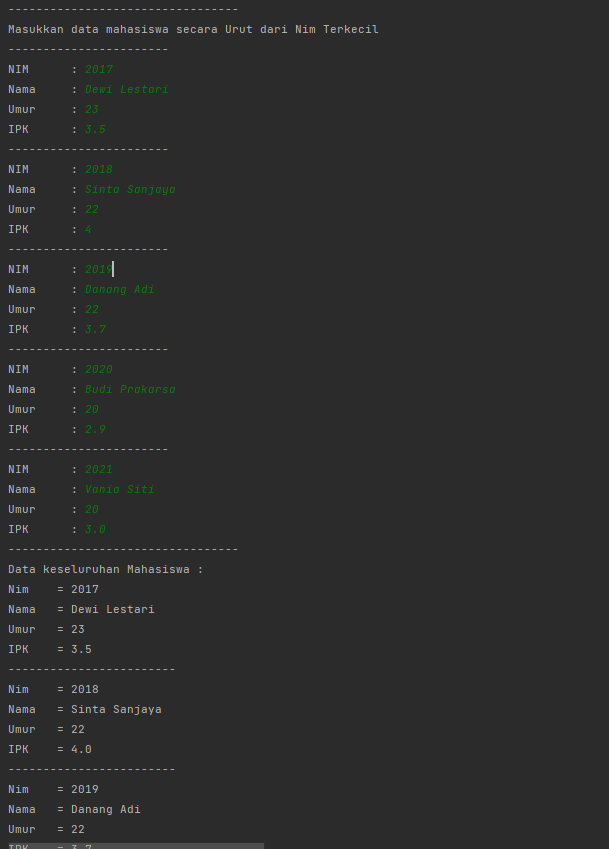 ---------------------------------
Masukkan data mahasiswa secara Urut dari Nim Terkecil
-----------------------
NIM      : 2017
Nama     : Dewi Lestari
Umur     : 23
IPK      : 3.5
-----------------------
NIM      : 2018
Nama     : Sinta Sanjaya
Umur     : 22
IPK      : 4
-----------------------
NIM      : 2019
Nama     : Danang Adi
Umur     : 22
IPK      : 3.7
-----------------------
NIM      : 2020
Nama     : Budi Prakarsa
Umur     : 20
IPK      : 2.9
-----------------------
NIM      : 2021
Nama     : Vania Siti
Umur     : 20
IPK      : 3.0
---------------------------------
Data keseluruhan Mahasiswa :
Nim    = 2017
Nama   = Dewi Lestari
Umur   = 23
IPK    = 3.5
------------------------
Nim    = 2018
Nama   = Sinta Sanjaya
Umur   = 22
IPK    = 4.0
------------------------
Nim    = 2019
Nama   = Danang Adi
Umur   = 22
IPK    = 3.7